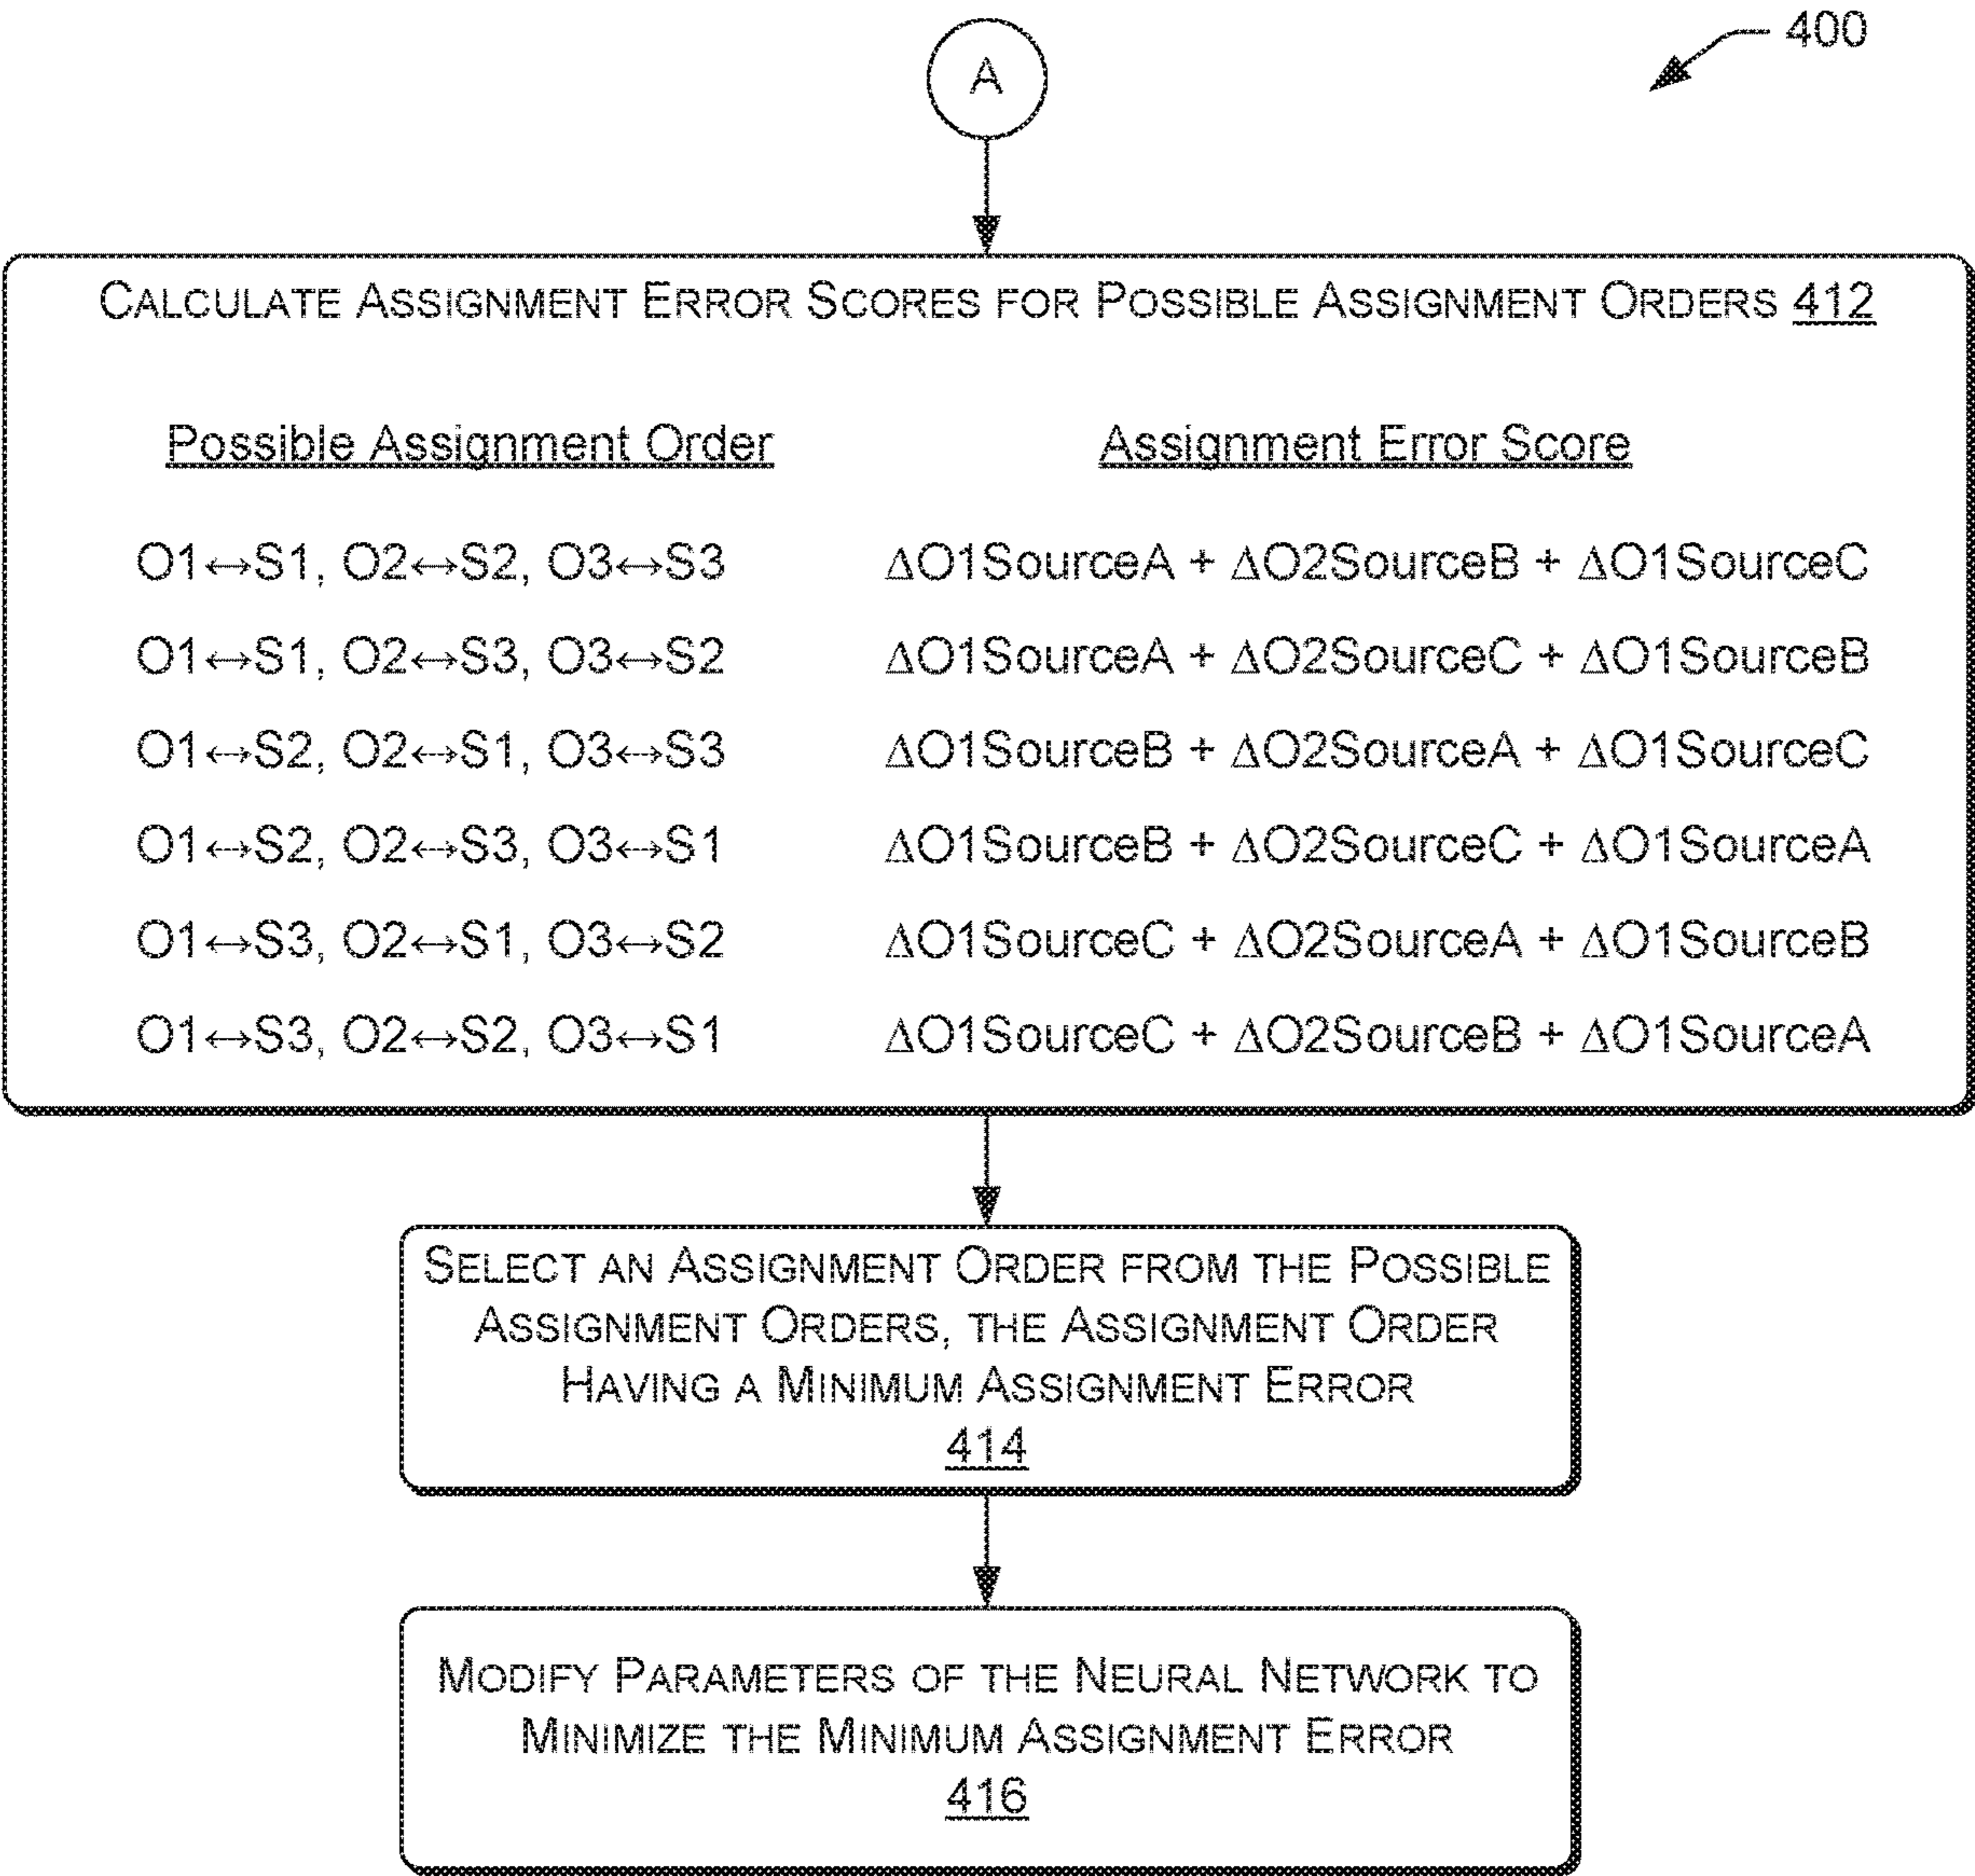 400
A
CALCULATE ASSIGNMENT ERROR SCORES FOR POSSIBLE ASSIGNMENT ORDERS 412
Possible Assignment Order Assignment Error Score
O1↔S1, O2↔S2, O3↔S3 ΔO1SourceA + ΔO2SourceB + ΔO1SourceC
O1↔S1, O2↔S3, O3↔S2 ΔO1SourceA + ΔO2SourceC + ΔO1SourceB
O1↔S2, O2↔S1, O3↔S3 ΔO1SourceB + ΔO2SourceA + ΔO1SourceC
O1↔S2, O2↔S3, O3↔S1 ΔO1SourceB + ΔO2SourceC + ΔO1SourceA
O1↔S3, O2↔S1, O3↔S2 ΔO1SourceC + ΔO2SourceA + ΔO1SourceB
O1↔S3, O2↔S2, O3↔S1 ΔO1SourceC + ΔO2SourceB + ΔO1SourceA
SELECT AN ASSIGNMENT ORDER FROM THE POSSIBLE
ASSIGNMENT ORDERS, THE ASSIGNMENT ORDER
HAVING A MINIMUM ASSIGNMENT ERROR
414
MODIFY PARAMETERS OF THE NEURAL NETWORK TO
MINIMIZE THE MINIMUM ASSIGNMENT ERROR
416